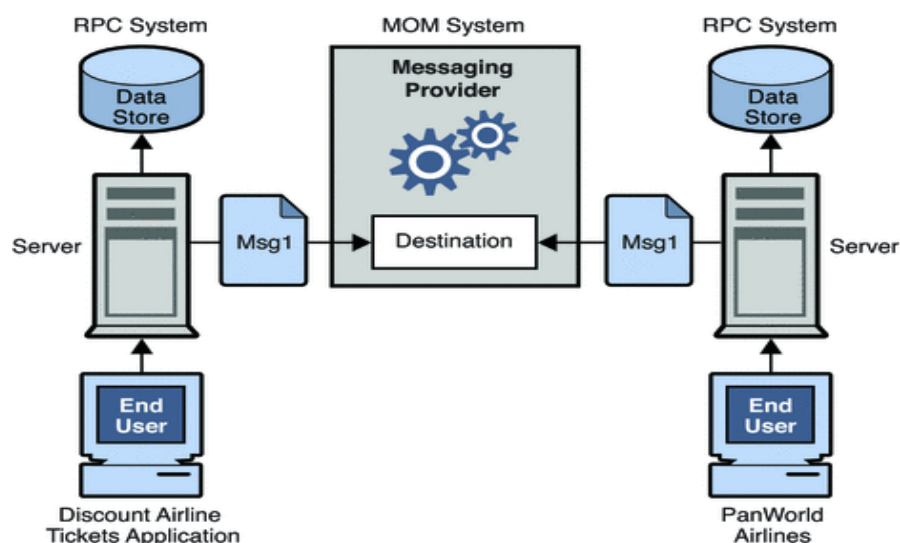 RPC System
MOM System
RPC System
Data
Store
Messaging
Provider
Data
Store
Server
Msg1
Destination
Msg1
Server
End
User
End
User
Discount Airline
Tickets Application
PanWorld
Airlines